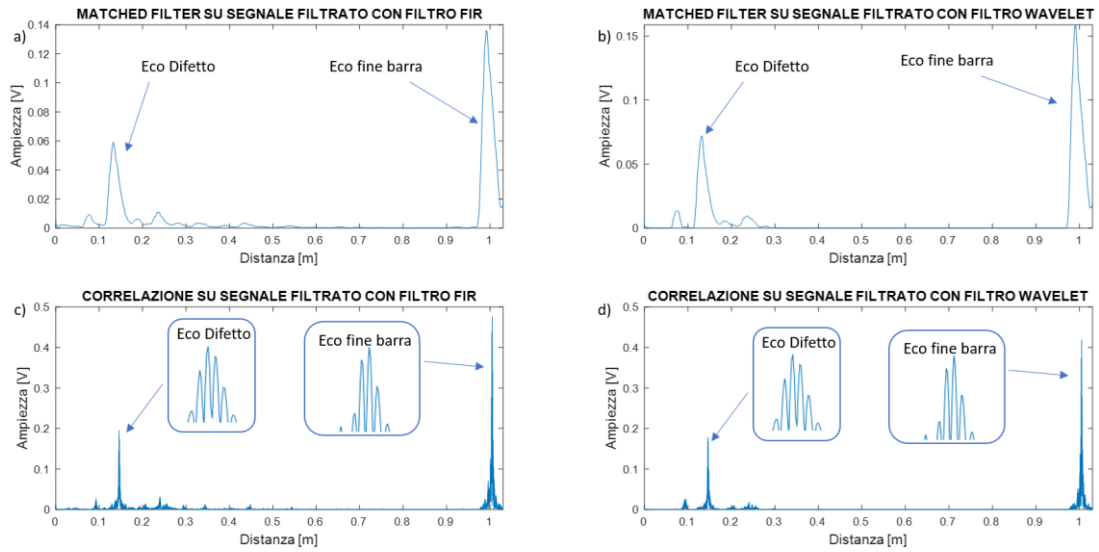 MATCHED FILTER SU SEGNALE FILTRATO CON FILTRO FIR
a)
Ampiezza [V]
0.14
0.12
0.1
0.08
0.06
0.04
0.02
0
Eco Difetto
Eco fine barra
0 0.1 0.2 0.3 0.4 0.5 0.6 0.7 0.8 0.9 1
Distanza [m]
MATCHED FILTER SU SEGNALE FILTRATO CON FILTRO WAVELET
b)
Ampiezza [V]
0.15
0.1
0.05
0
Eco Difetto
Eco fine barra
0 0.1 0.2 0.3 0.4 0.5 0.6 0.7 0.8 0.9 1
Distanza [m]
CORRELAZIONE SU SEGNALE FILTRATO CON FILTRO FIR
c)
Ampiezza [V]
0.5
0.4
0.3
0.2
0.1
0
Eco Difetto
Eco fine barra
0 0.1 0.2 0.3 0.4 0.5 0.6 0.7 0.8 0.9 1
Distanza [m]
CORRELAZIONE SU SEGNALE FILTRATO CON FILTRO WAVELET
d)
Ampiezza [V]
0.5
0.4
0.3
0.2
0.1
0
Eco Difetto
Eco fine barra
0 0.1 0.2 0.3 0.4 0.5 0.6 0.7 0.8 0.9 1
Distanza [m]